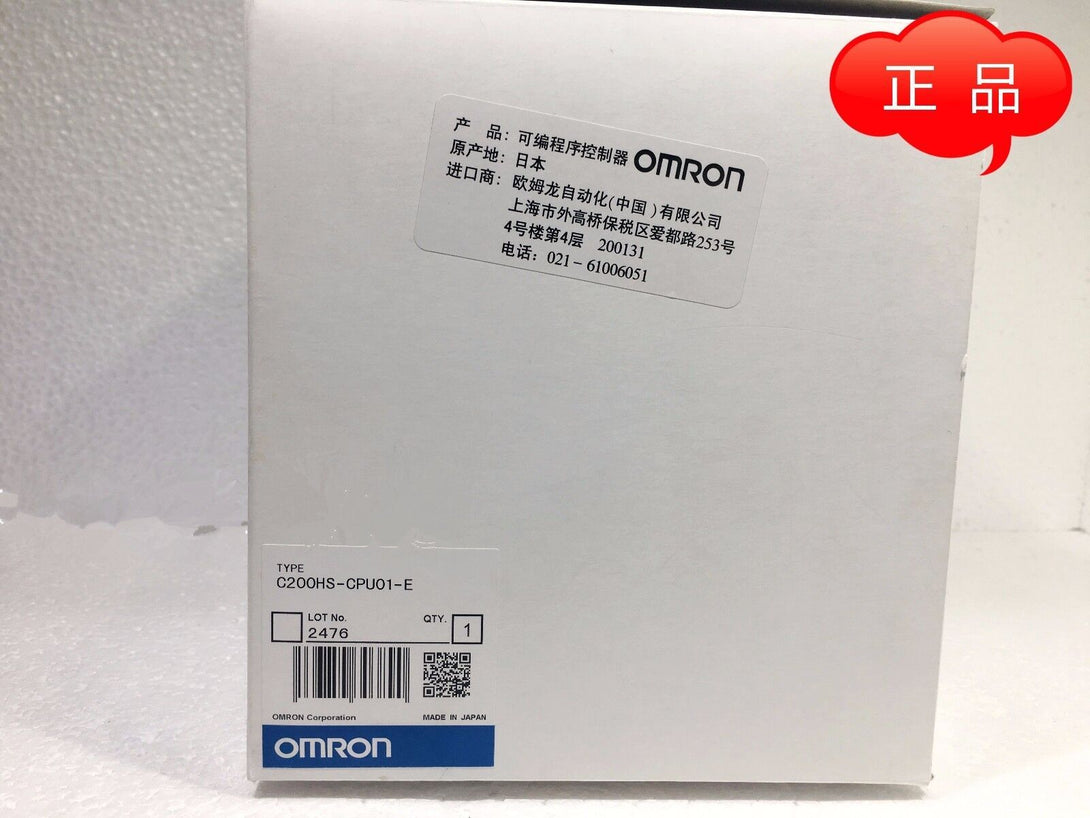 正品
产 品：可编程序控制器 OMRON
原产地：日本
进口商：欧姆龙自动化(中国)有限公司
上海市外高桥保税区爱都路253号
4号楼第4层 200131
电话：021-61006051
TYPE
C200HS-CPU01-E
LOT No.
QTY.
2476
1
OMRON Corporation
MADE IN JAPAN
OMRON